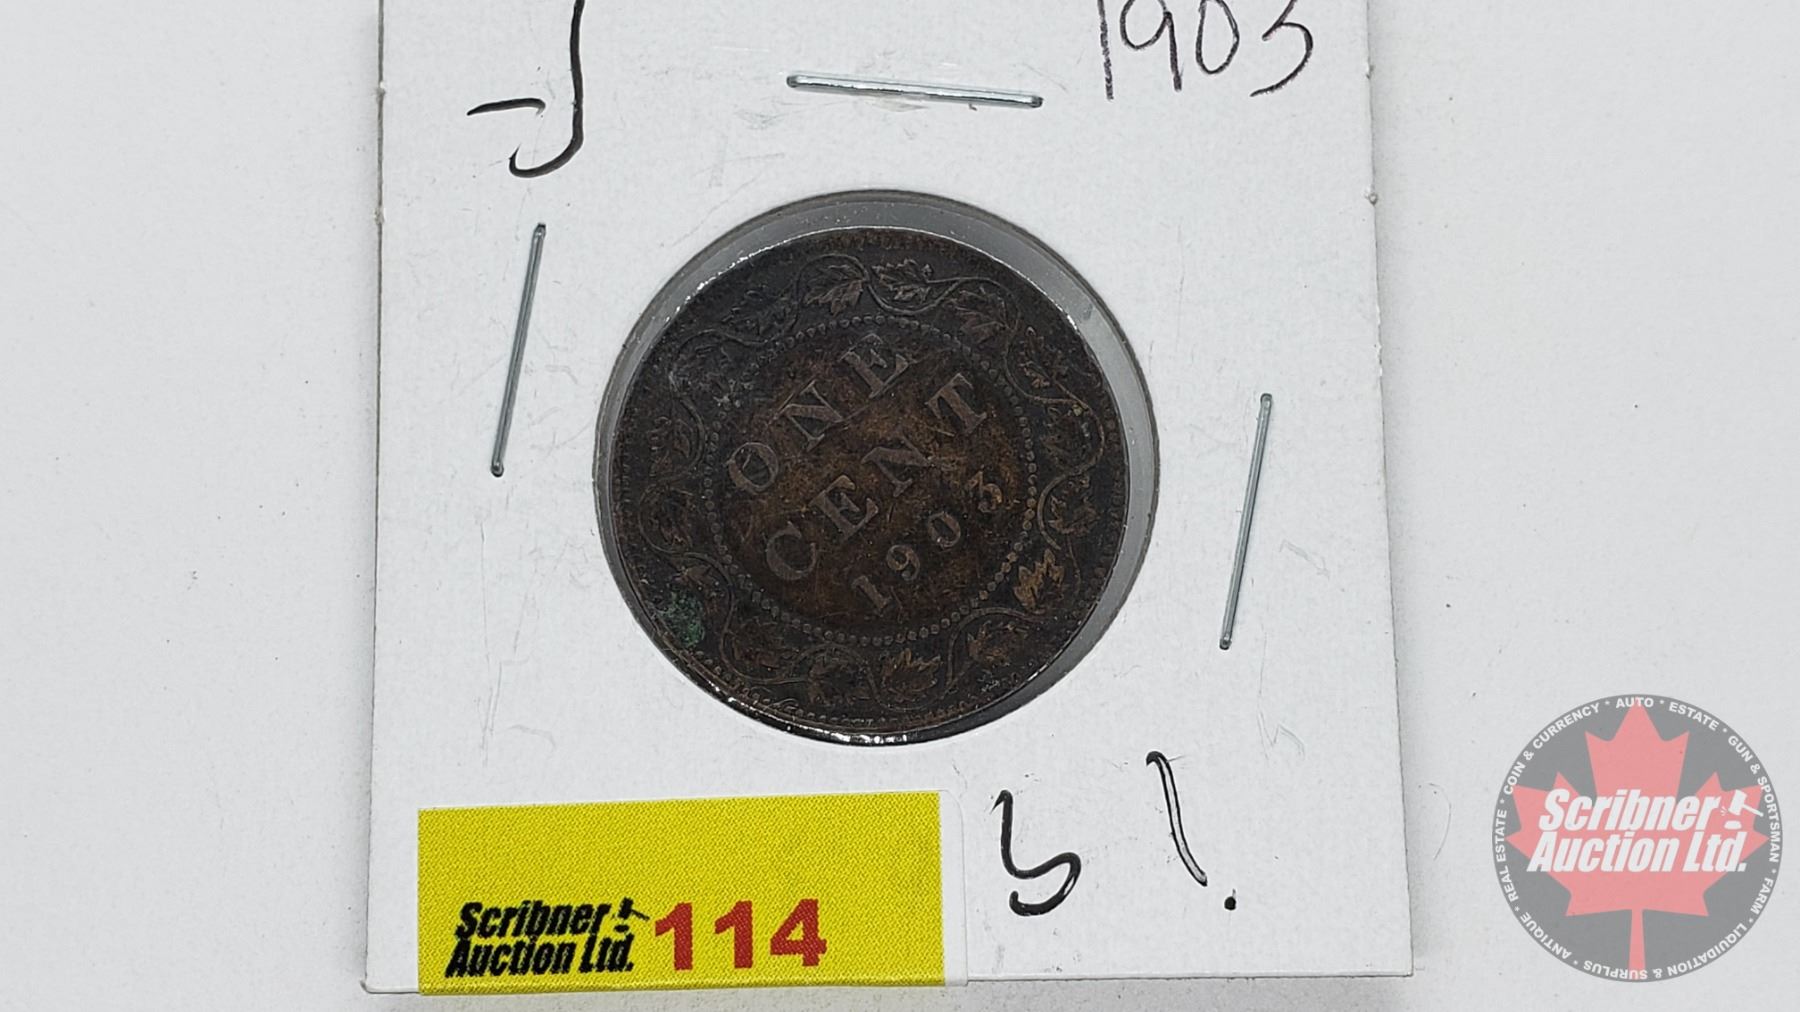 1903
ONE
CENT
1903
Scribner
Auction Ltd.
114
COIN & CURRENCY * AUTO * ESTATE * GUN & SPORTSMAN * FARM * LIQUIDATION & SURPLUS * ANTIQUE * REAL ESTATE *
Scribner
Auction Ltd.